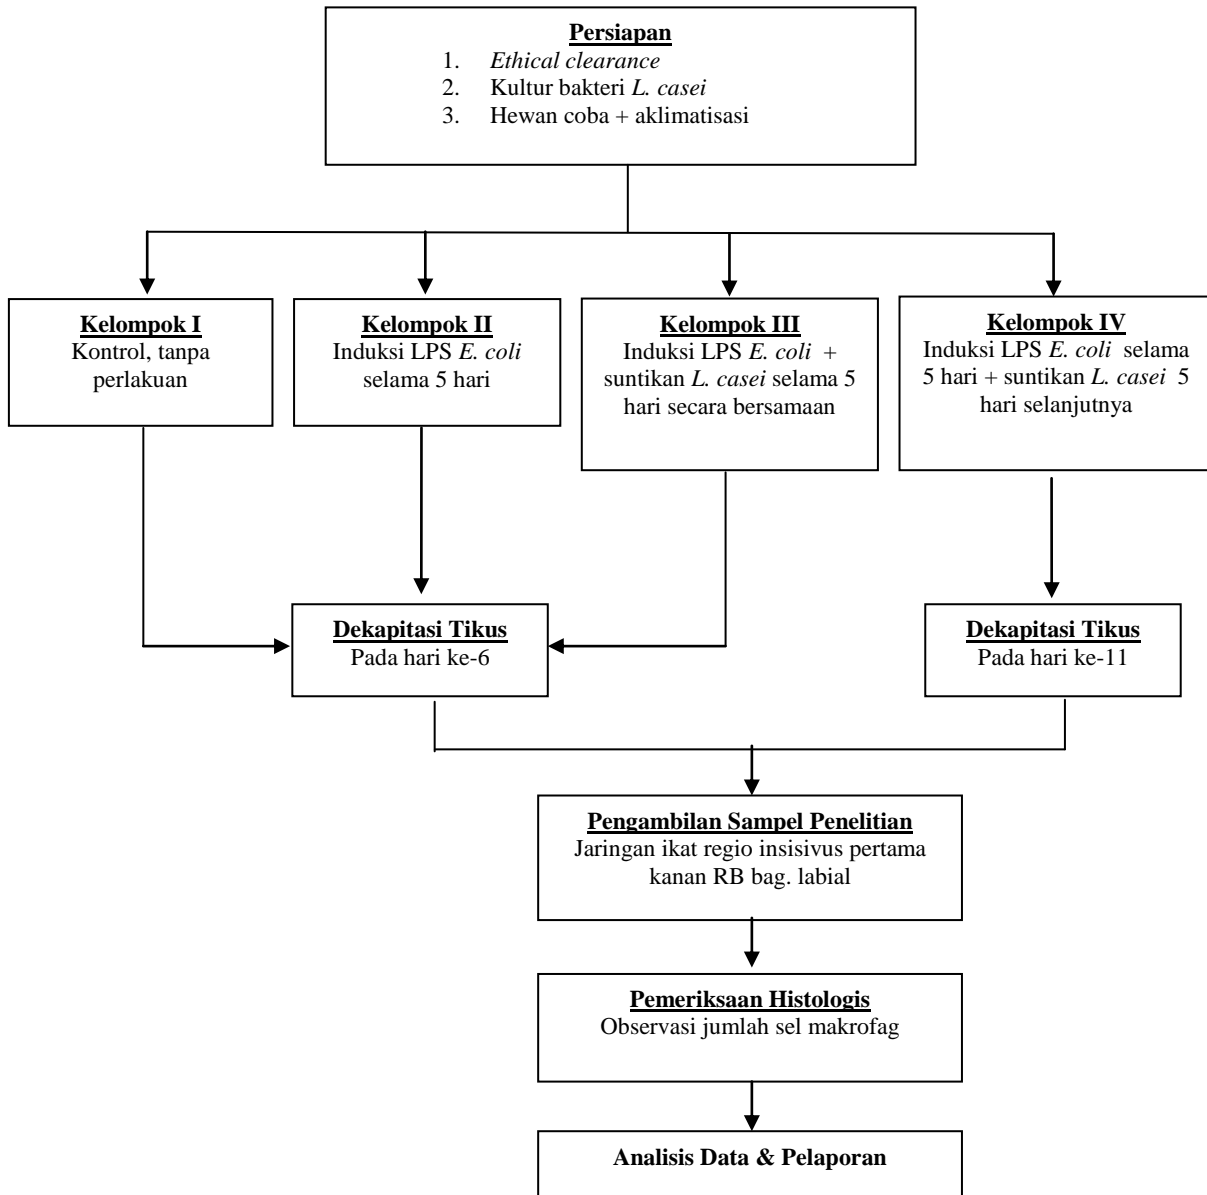 Persiapan
1. Ethical clearance
2. Kultur bakteri L. casei
3. Hewan coba + aklimatisasi
Kelompok I
Kontrol, tanpa
perlakuan
Kelompok II
Induksi LPS E. coli
selama 5 hari
Kelompok III
Induksi LPS E. coli +
suntikan L. casei selama 5
hari secara bersamaan
Kelompok IV
Induksi LPS E. coli selama
5 hari + suntikan L. casei 5
hari selanjutnya
Dekapitasi Tikus
Pada hari ke-6
Dekapitasi Tikus
Pada hari ke-11
Pengambilan Sampel Penelitian
Jaringan ikat regio insisivus pertama
kanan RB bag. labial
Pemeriksaan Histologis
Observasi jumlah sel makrofag
Analisis Data & Pelaporan